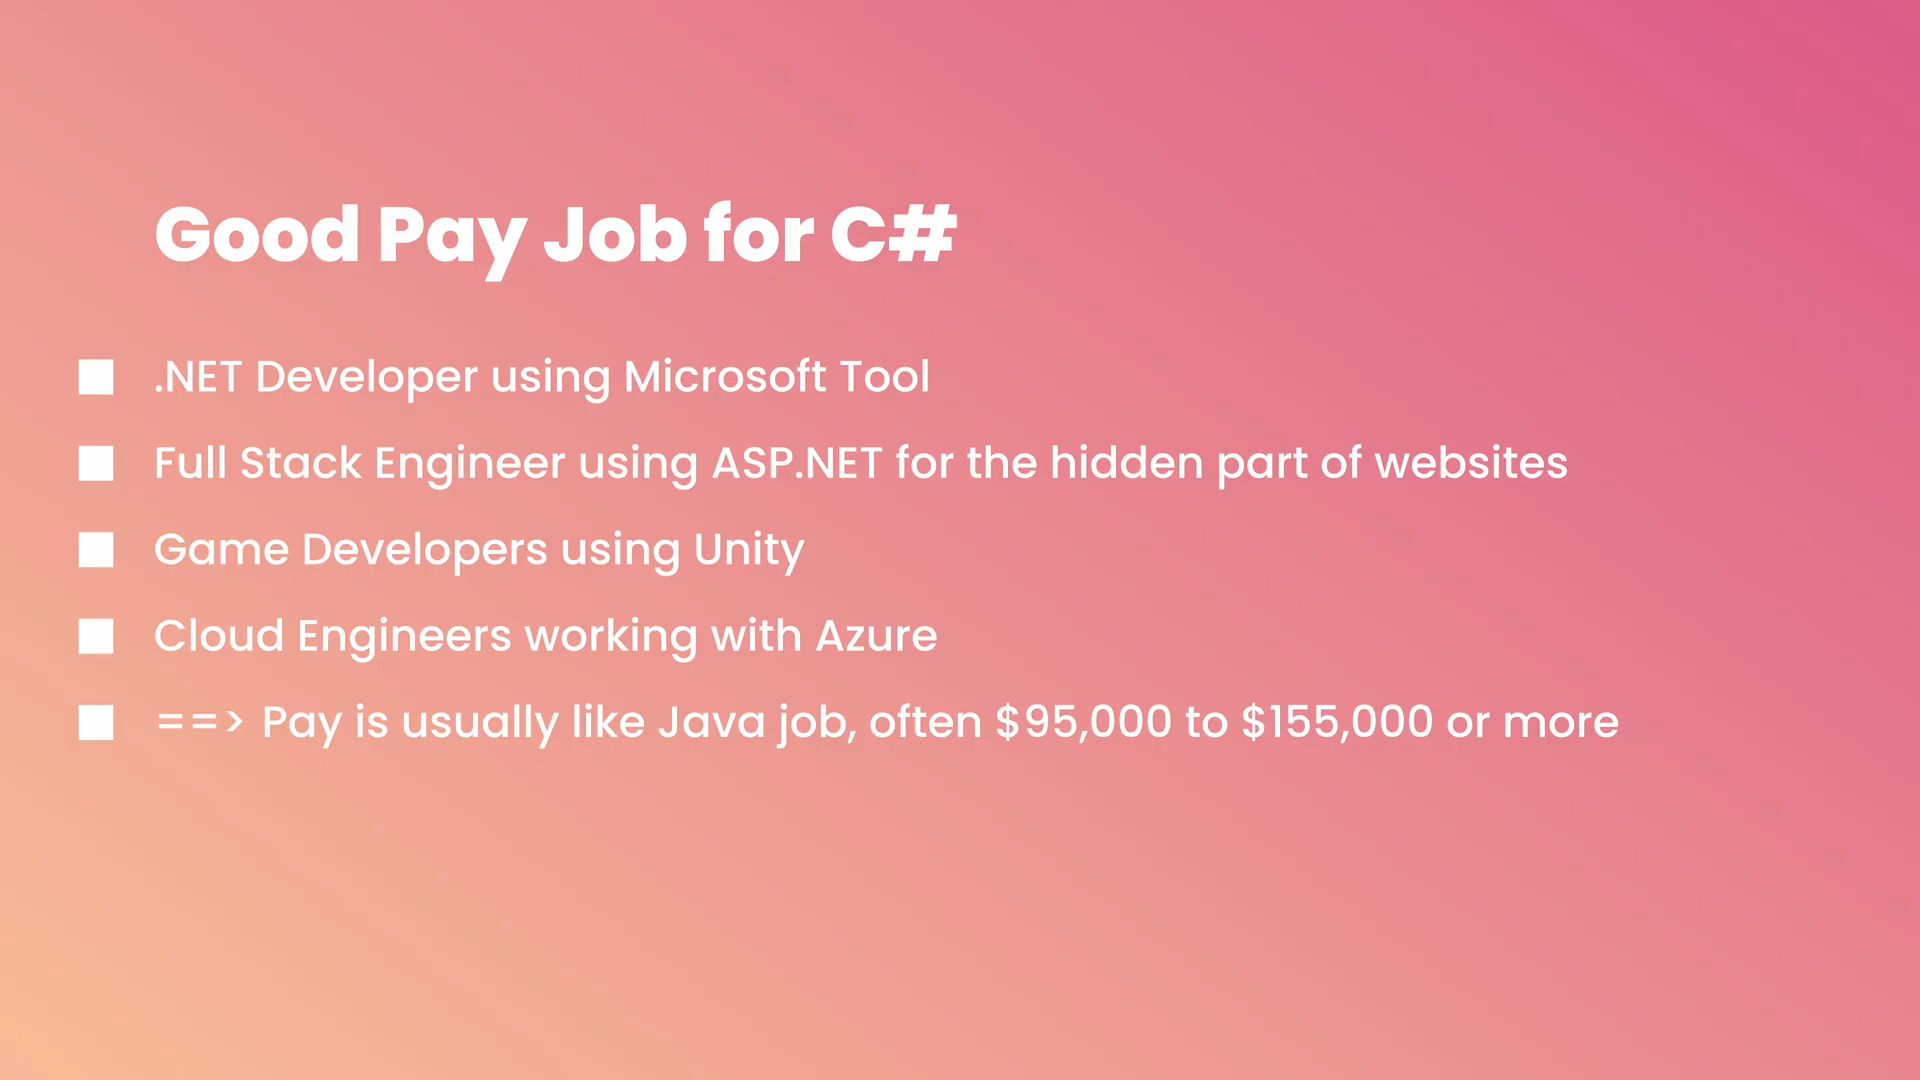 Good Pay Job for C#
.NET Developer using Microsoft Tool
Full Stack Engineer using ASP.NET for the hidden part of websites
Game Developers using Unity
Cloud Engineers working with Azure
==> Pay is usually like Java job, often $95,000 to $155,000 or more